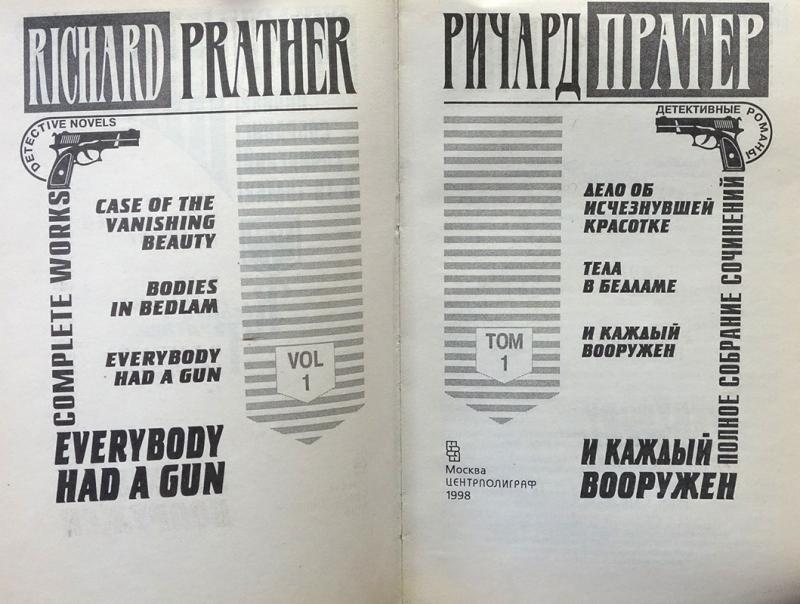 RICHARD PRATHER
DETECTIVE NOVELS
COMPLETE WORKS
CASE OF THE
VANISHING
BEAUTY
BODIES
IN BEDLAM
EVERYBODY
HAD A GUN
VOL
1
EVERYBODY
HAD A GUN
РИЧАРД ПРАТЕР
ДЕТЕКТИВНЫЕ РОМАНЫ
ПОЛНОЕ СОБРАНИЕ СОЧИНЕНИЙ
ДЕЛО ОБ
ИСЧЕЗНУВШЕЙ
КРАСОТКЕ
ТЕЛА
В БЕДЛАМЕ
И КАЖДЫЙ
ВООРУЖЕН
ТОМ
1
И КАЖДЫЙ
ВООРУЖЕН
Москва
ЦЕНТРПОЛИГРАФ
1998